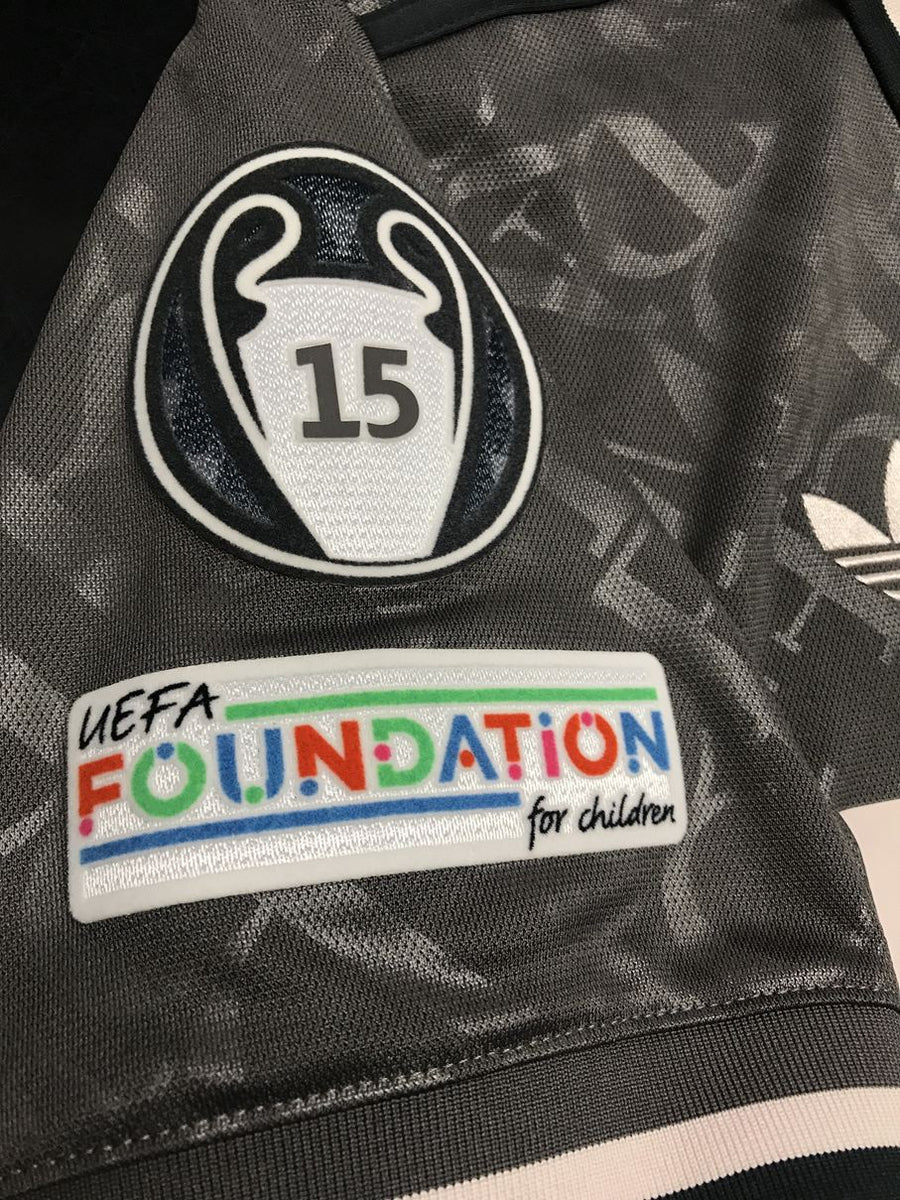 15
UEFA
FOUNDATION
for children